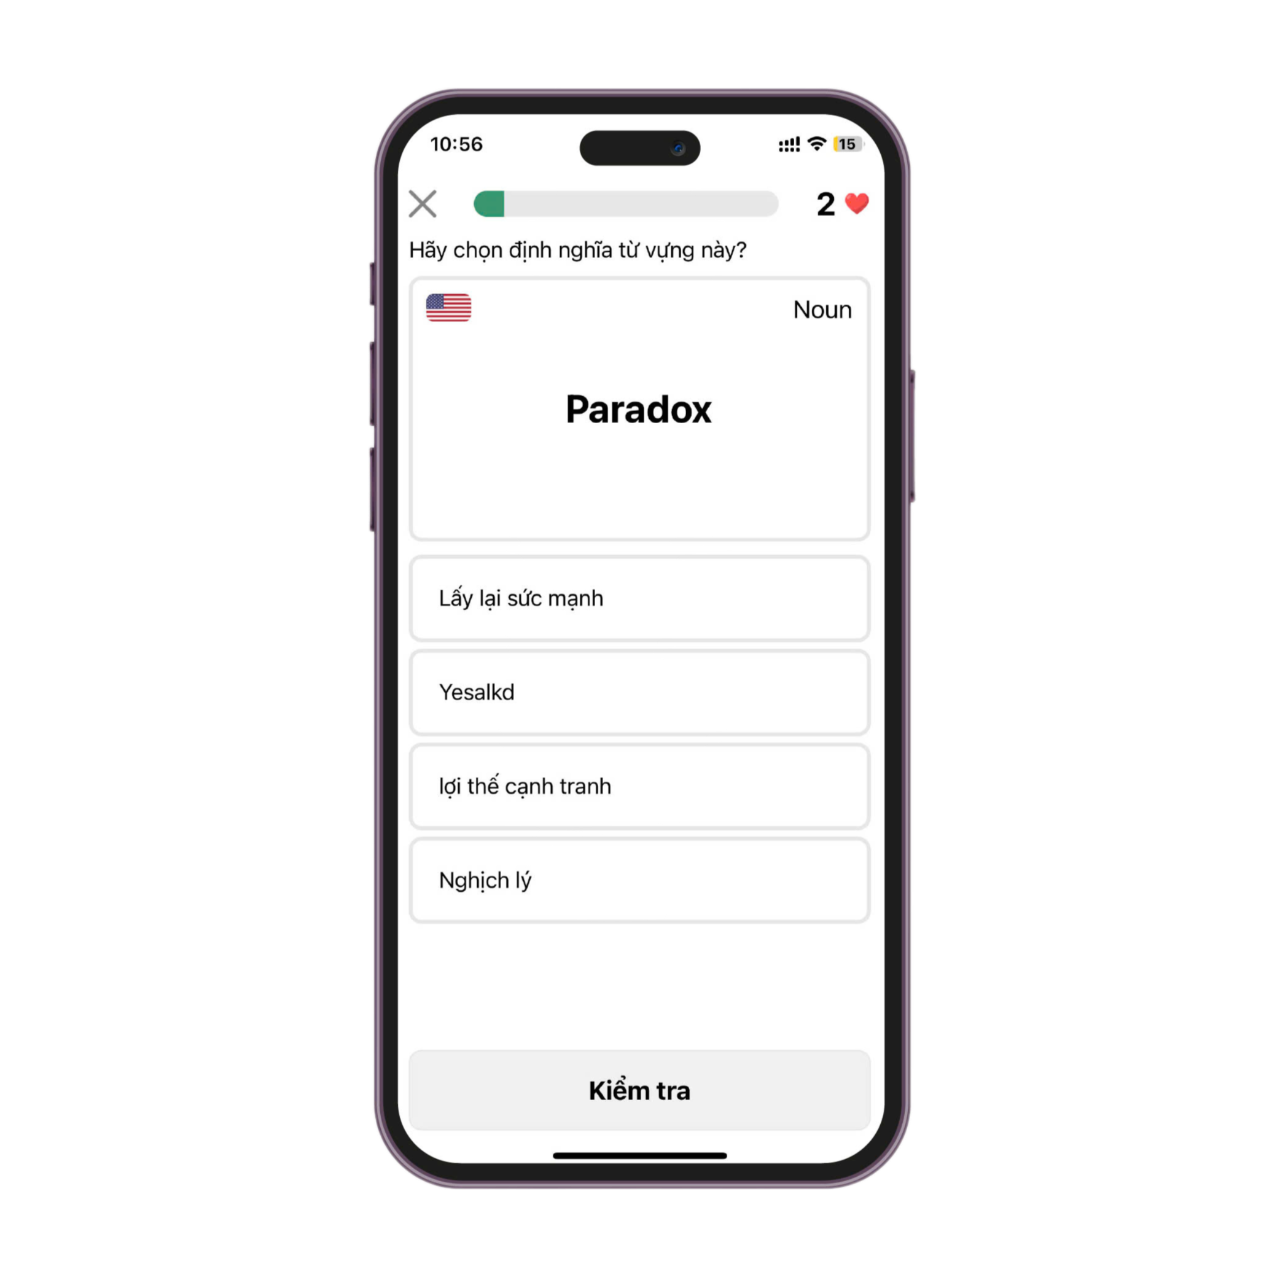 10:56
15
2
Hãy chọn định nghĩa từ vựng này?
Noun
Paradox
Lấy lại sức mạnh
Yesalkd
lợi thế cạnh tranh
Nghịch lý
Kiểm tra